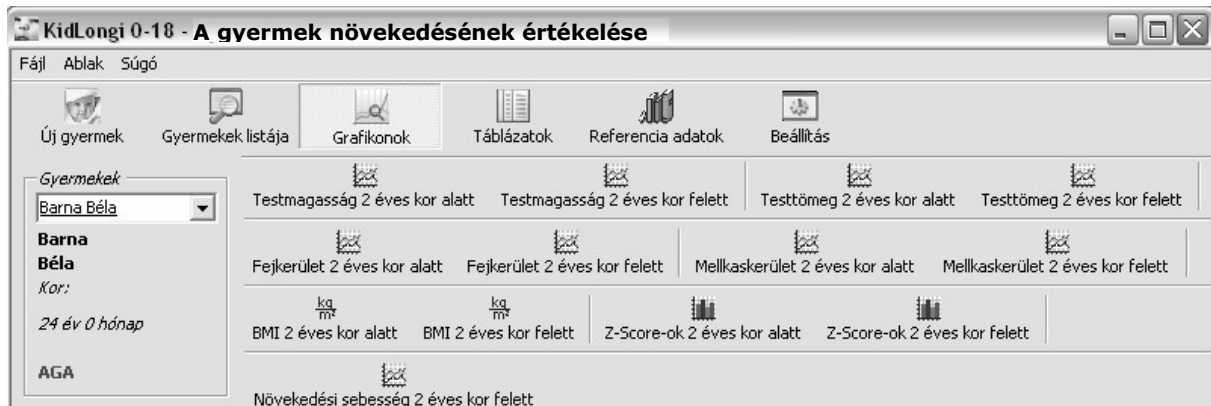 KidLongi 0-18 - A gyermek növekedésének értékelése
Fájl Ablak Súgó
Új gyermek Gyermekek listája Grafikonok Táblázatok Referencia adatok Beállítás
Gyermekek
Barna Béla
Barna
Béla
Kor:
24 év 0 hónap
AGA
Testmagasság 2 éves kor alatt Testmagasság 2 éves kor felett Testtömeg 2 éves kor alatt Testtömeg 2 éves kor felett
Fejkerület 2 éves kor alatt Fejkerület 2 éves kor felett Mellkaskerület 2 éves kor alatt Mellkaskerület 2 éves kor felett
kg kg
m² m²
BMI 2 éves kor alatt BMI 2 éves kor felett Z-Score-ok 2 éves kor alatt Z-Score-ok 2 éves kor felett
Növekedési sebesség 2 éves kor felett